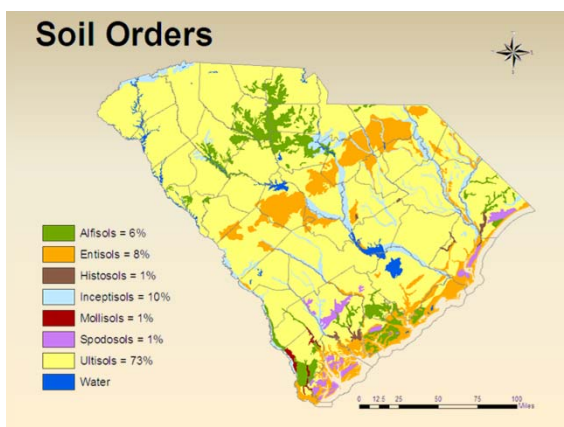 Soil Orders
Alfisols = 6%
Entisols = 8%
Histosols = 1%
Inceptisols = 10%
Mollisols = 1%
Spodosols = 1%
Ultisols = 73%
Water
0 12.5 25 50 75 100
Miles